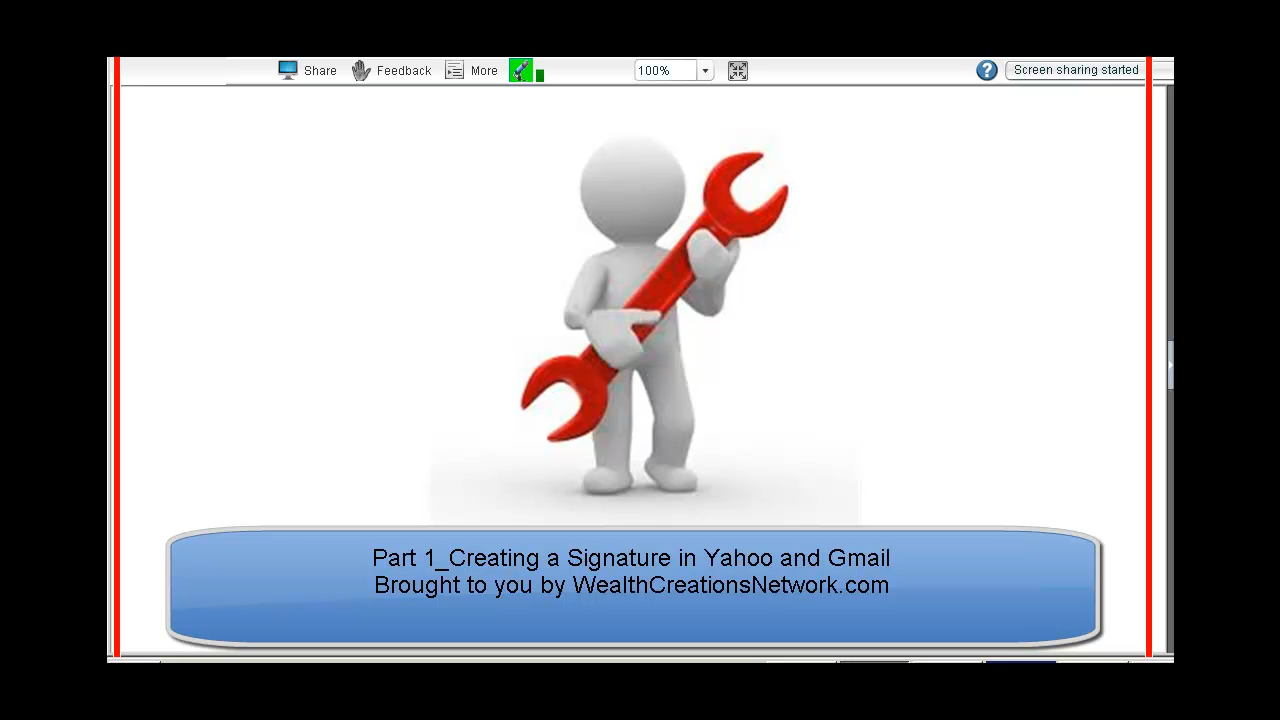 Share Feedback More 100% ? Screen sharing started
Part 1_Creating a Signature in Yahoo and Gmail
Brought to you by WealthCreationsNetwork.com